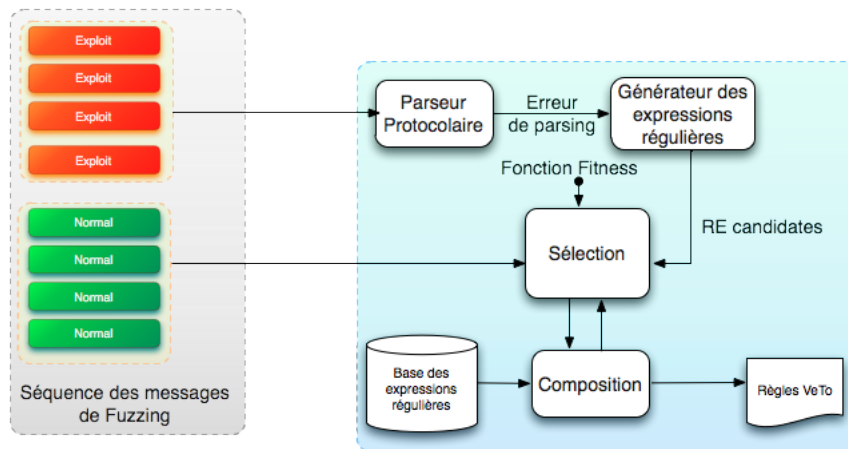 Exploit
Exploit
Exploit
Exploit
Normal
Normal
Normal
Normal
Séquence des messages
de Fuzzing
Parseur
Protocolaire
Erreur
de parsing
Générateur des
expressions
régulières
Fonction Fitness
RE candidates
Sélection
Base des
expressions
régulières
Composition
Règles VeTo